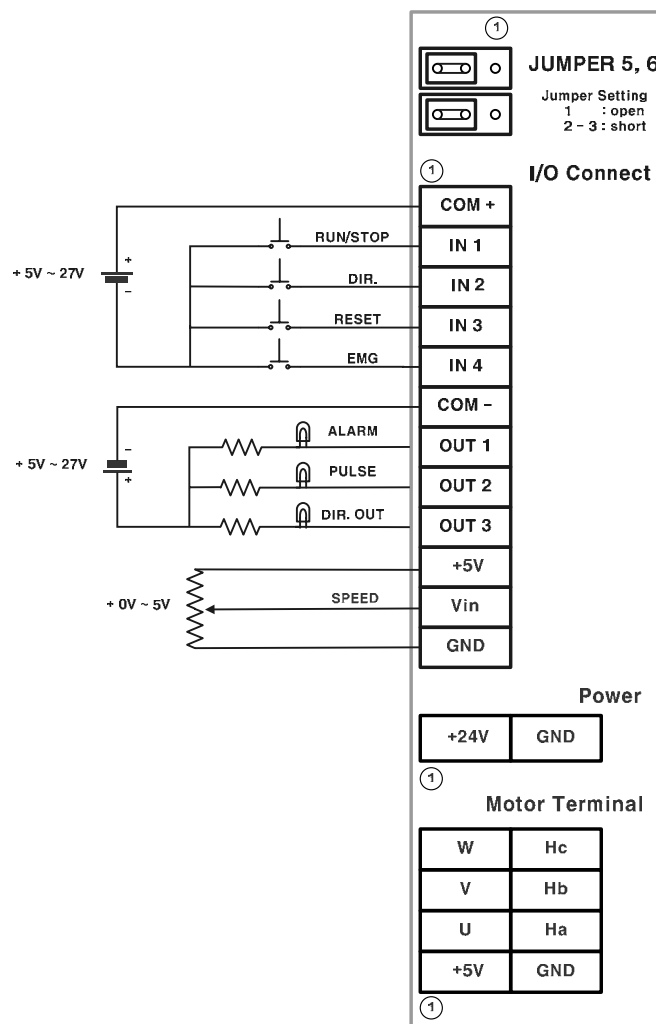 ①
JUMPER 5, 6
Jumper Setting
1 : open
2 - 3 : short
①
I/O Connect
COM +
RUN/STOP
IN 1
+ 5V ~ 27V
+
−
DIR.
IN 2
RESET
IN 3
EMG
IN 4
COM −
ALARM
OUT 1
+ 5V ~ 27V
−
+
PULSE
OUT 2
DIR. OUT
OUT 3
+5V
+ 0V ~ 5V
SPEED
Vin
GND
Power
+24V GND
①
Motor Terminal
W Hc
V Hb
U Ha
+5V GND
①